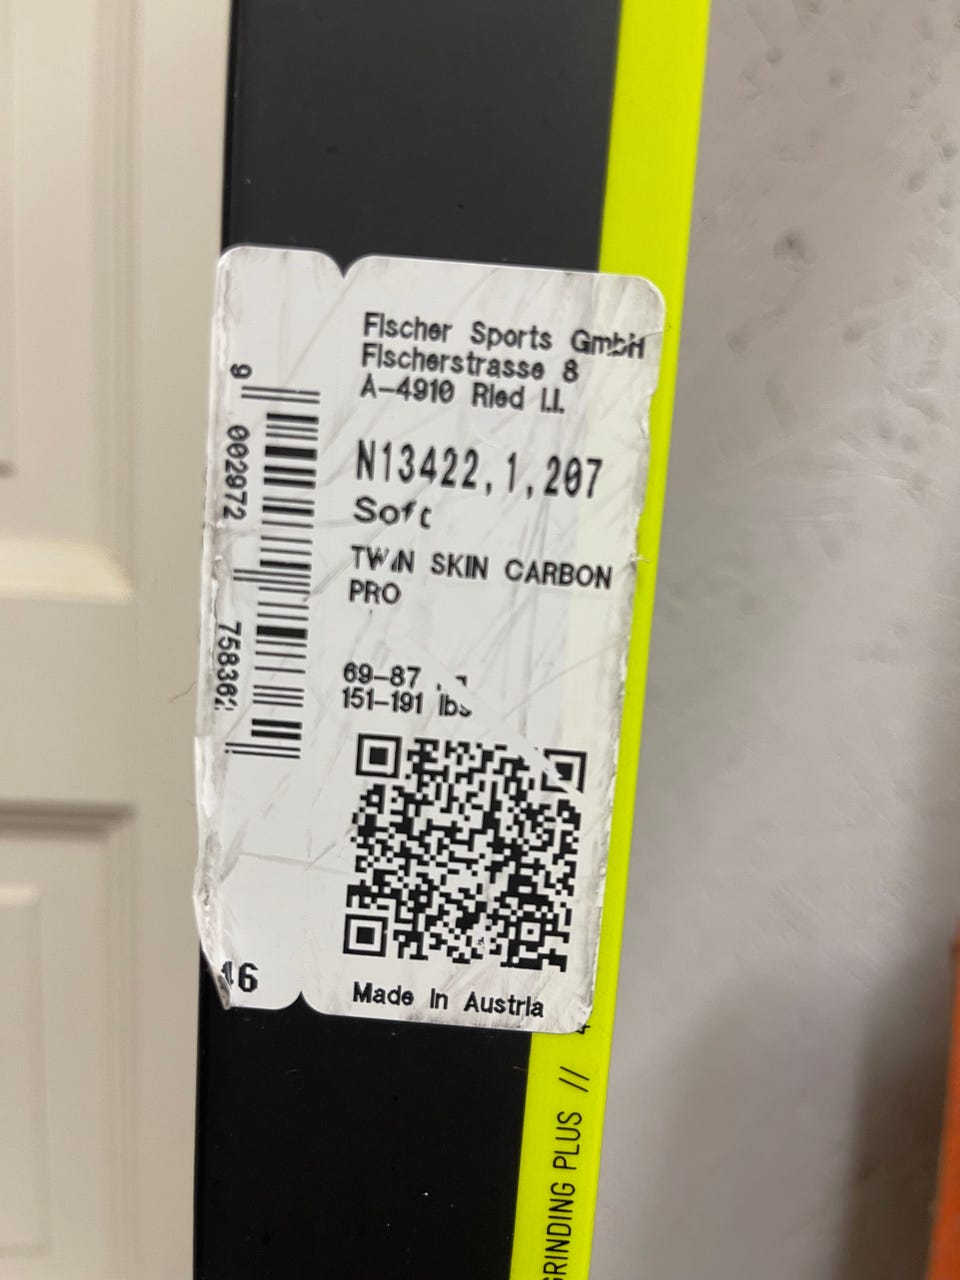 Fischer Sports GmbH
Fischerstrasse 8
A-4910 Ried I.I.
N13422,1,207
Soft
TWIN SKIN CARBON
PRO
69-87
151-191 lbs
Made in Austria
9 002972 75836
46
GRINDING PLUS //